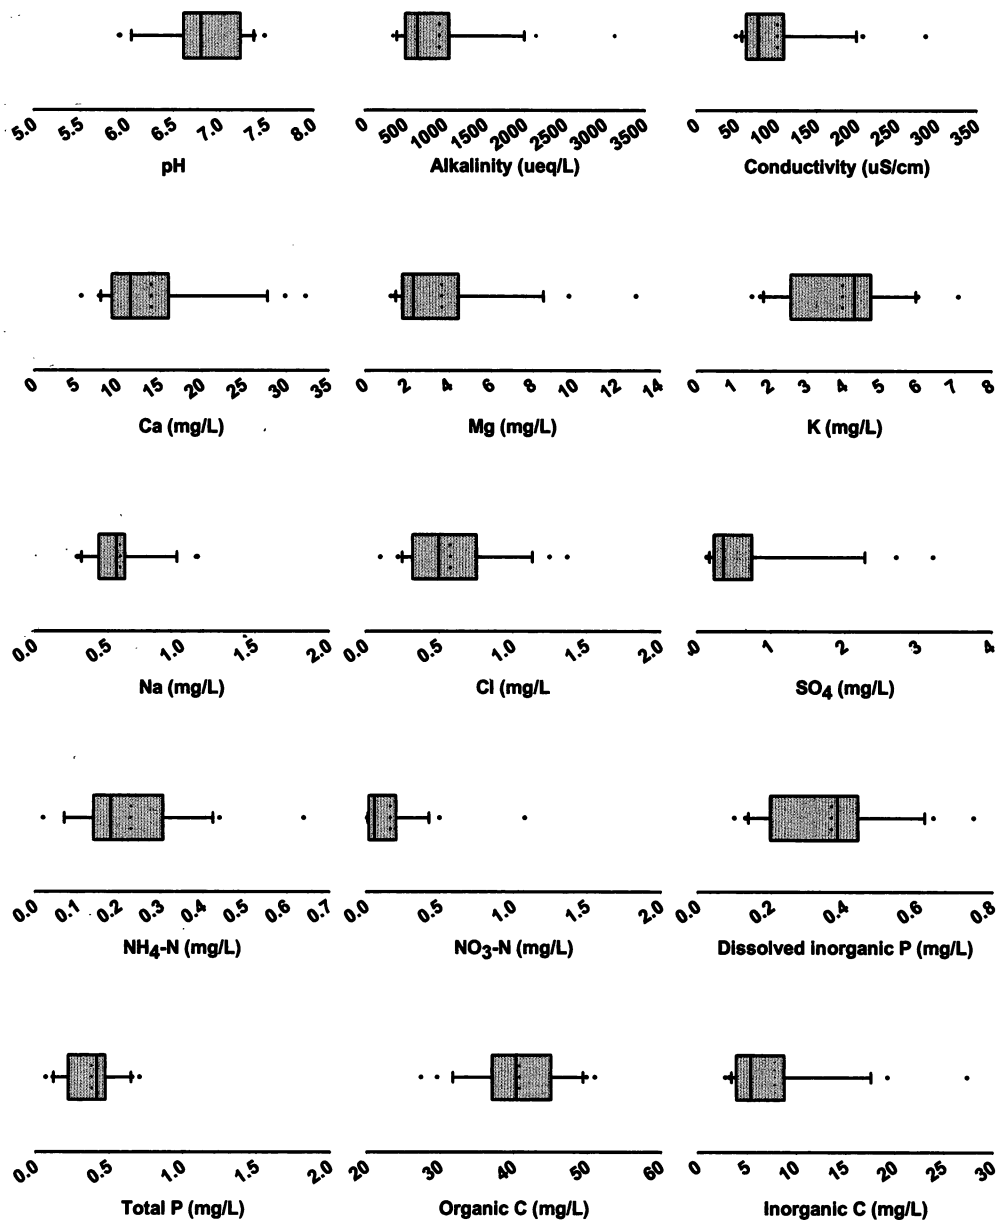 5.0 5.5 6.0 6.5 7.0 7.5 8.0
pH
0 500 1000 1500 2000 2500 3000 3500
Alkalinity (ueq/L)
0 50 100 150 200 250 300 350
Conductivity (uS/cm)
0 5 10 15 20 25 30 35
Ca (mg/L)
0 2 4 6 8 10 12 14
Mg (mg/L)
0 1 2 3 4 5 6 7 8
K (mg/L)
0.0 0.5 1.0 1.5 2.0
Na (mg/L)
0.0 0.5 1.0 1.5 2.0
Cl (mg/L
0 1 2 3 4
SO4 (mg/L)
0.0 0.1 0.2 0.3 0.4 0.5 0.6 0.7
NH4-N (mg/L)
0.0 0.5 1.0 1.5 2.0
NO3-N (mg/L)
0.0 0.2 0.4 0.6 0.8
Dissolved inorganic P (mg/L)
0.0 0.5 1.0 1.5 2.0
Total P (mg/L)
20 30 40 50 60
Organic C (mg/L)
0 5 10 15 20 25 30
Inorganic C (mg/L)